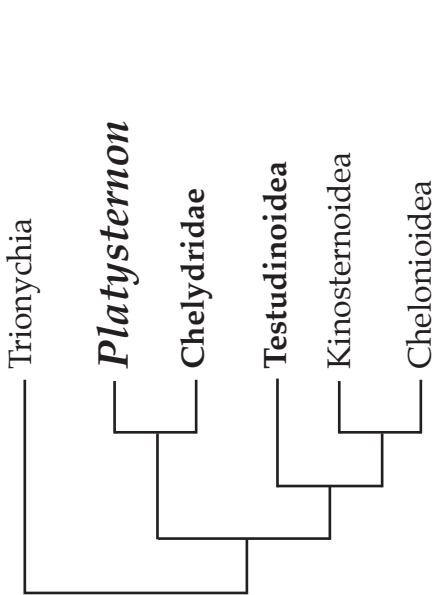 Trionychia
Platysternon
Chelydridae
Testudinoidea
Kinosternoidea
Chelonioidea